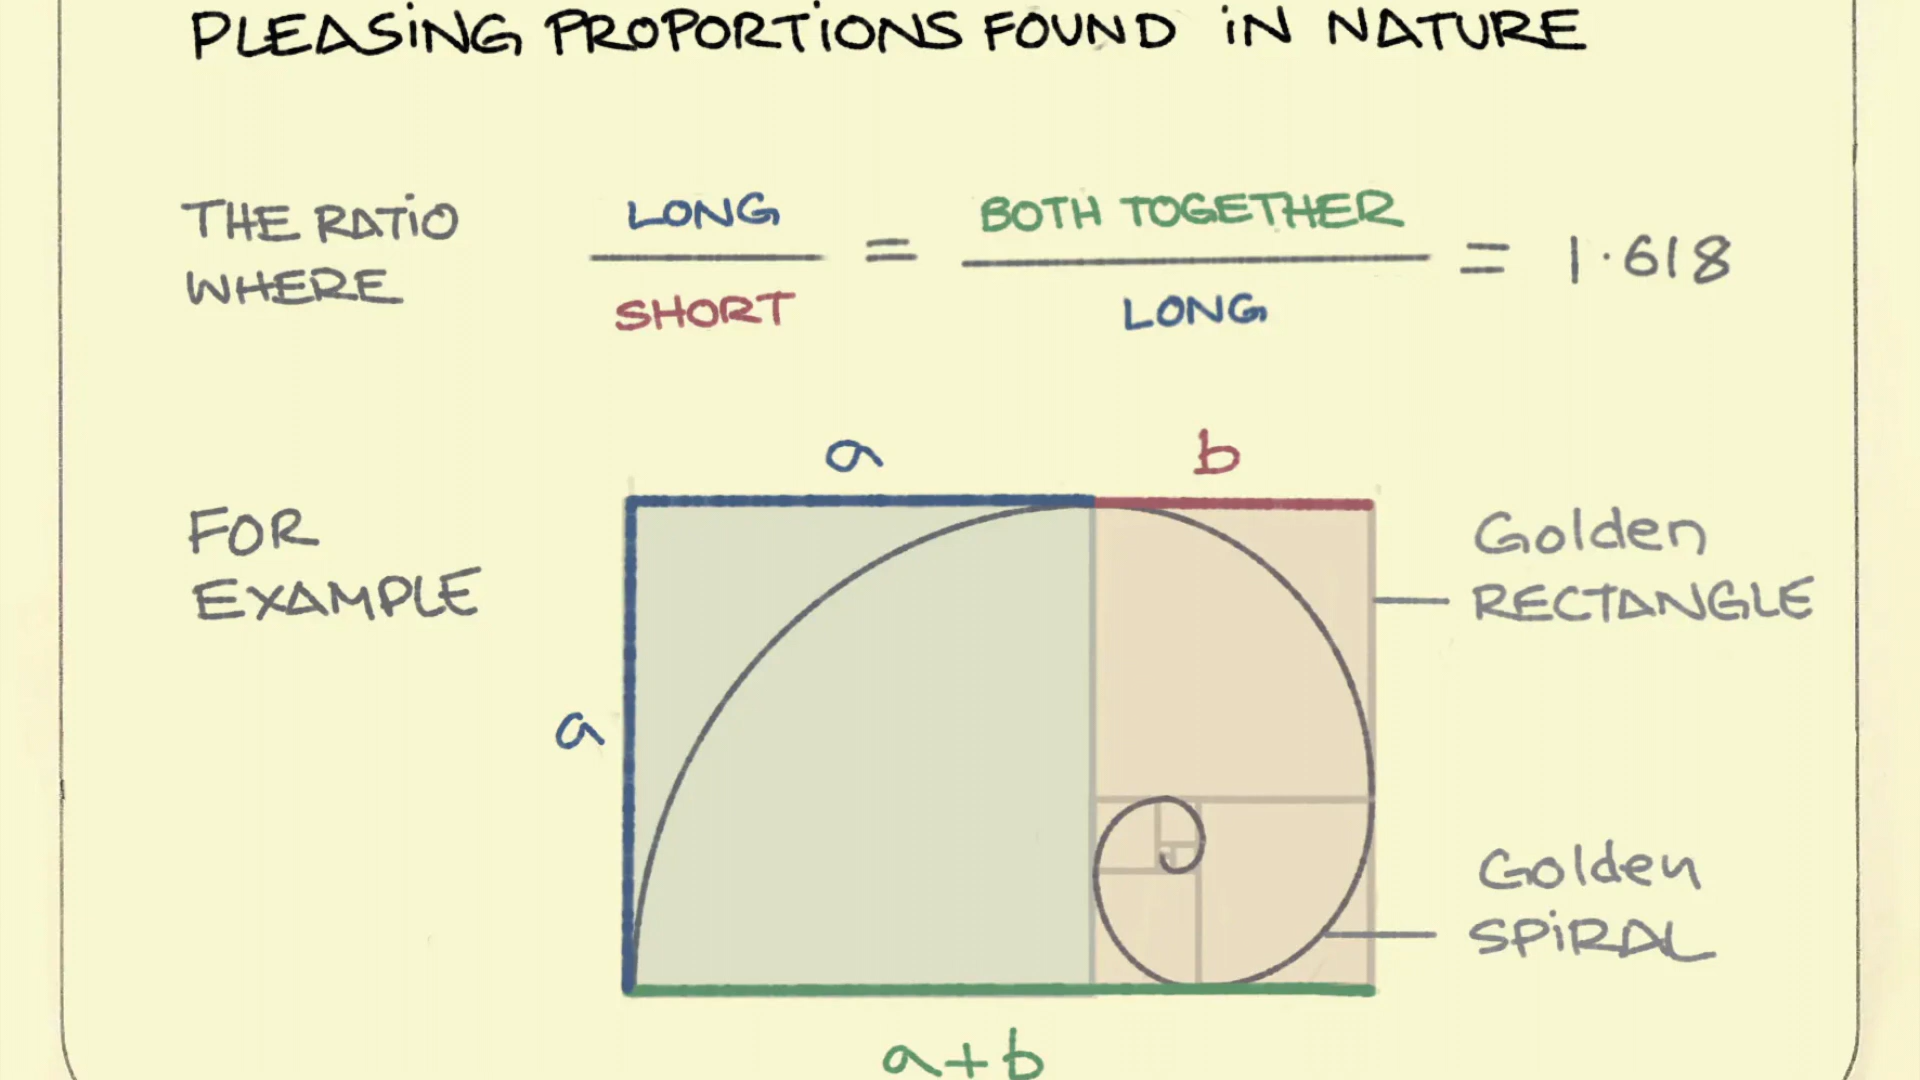 PLEASING PROPORTIONS FOUND IN NATURE
THE RATIO
WHERE
LONG
SHORT
=
BOTH TOGETHER
LONG
= 1.618
a
b
FOR
EXAMPLE
a
Golden
RECTANGLE
Golden
SPIRAL
a+b